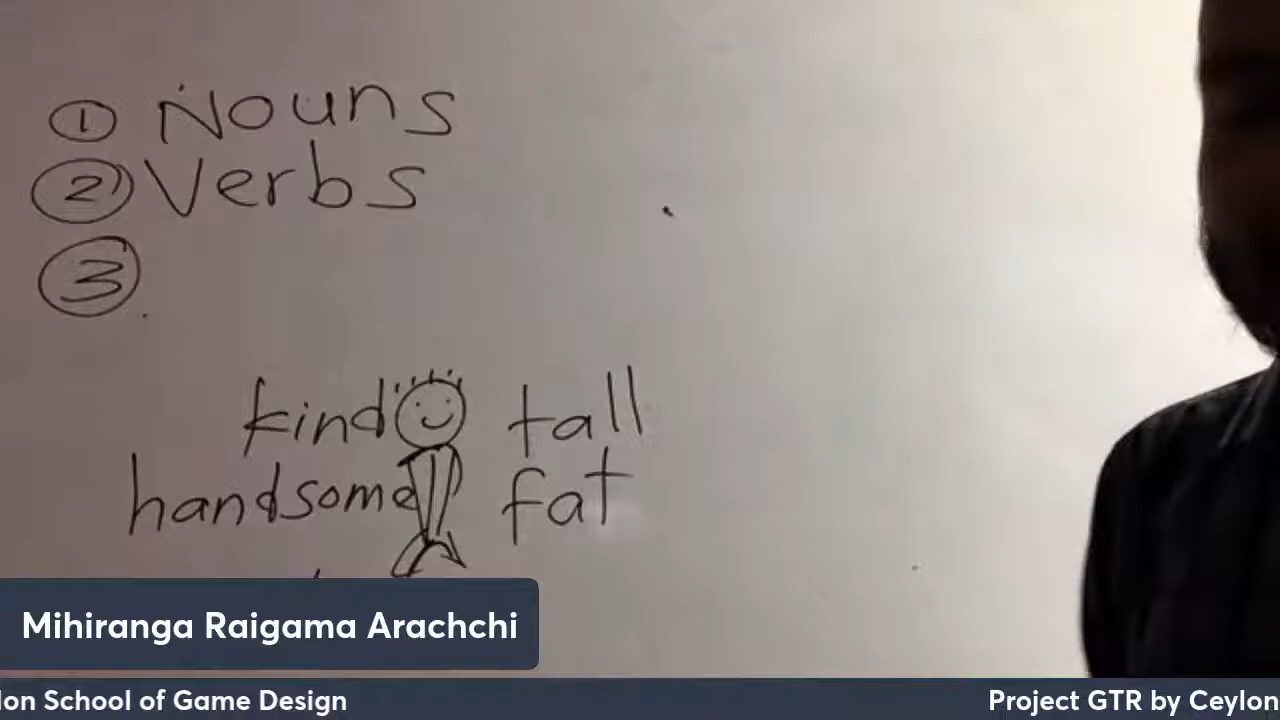 ① Nouns
② Verbs
③
kind tall
handsome fat
Mihiranga Raigama Arachchi
lon School of Game Design Project GTR by Ceylon